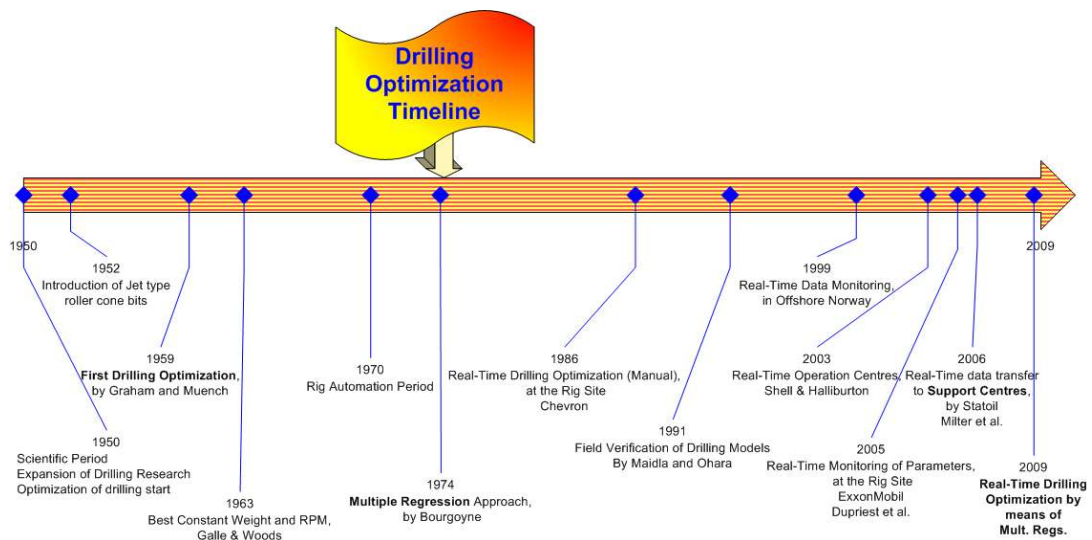 Drilling
Optimization
Timeline
1950
2009
1952
Introduction of Jet type
roller cone bits
1959
First Drilling Optimization,
by Graham and Muench
1950
Scientific Period
Expansion of Drilling Research
Optimization of drilling start
1963
Best Constant Weight and RPM,
Galle & Woods
1970
Rig Automation Period
1974
Multiple Regression Approach,
by Bourgoyne
1986
Real-Time Drilling Optimization (Manual),
at the Rig Site
Chevron
1991
Field Verification of Drilling Models
By Maidla and Ohara
1999
Real-Time Data Monitoring,
in Offshore Norway
2003
Real-Time Operation Centres,
Shell & Halliburton
2005
Real-Time Monitoring of Parameters,
at the Rig Site
ExxonMobil
Dupriest et al.
2006
Real-Time data transfer
to Support Centres,
by Statoil
Milter et al.
2009
Real-Time Drilling
Optimization by
means of
Mult. Regs.